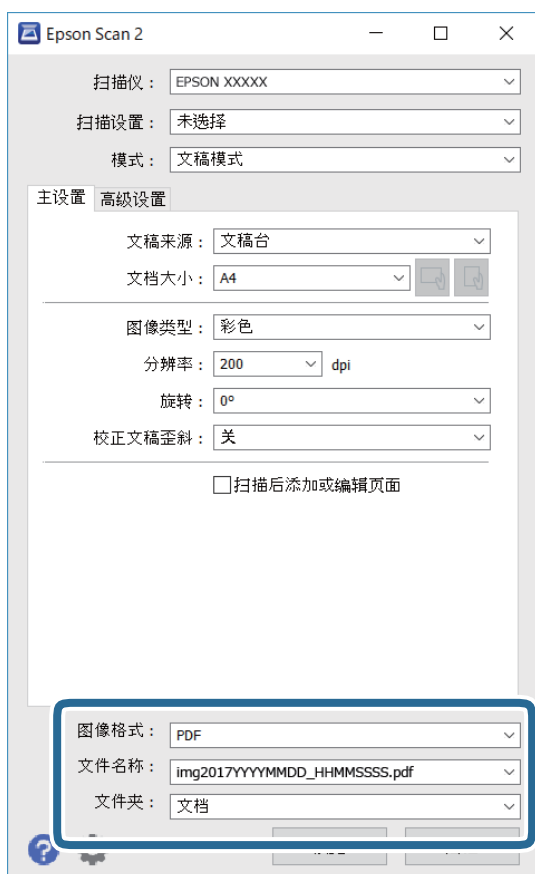 Epson Scan 2
扫描仪： EPSON XXXXX
扫描设置： 未选择
模式： 文稿模式
主设置 高级设置
文稿来源： 文稿台
文档大小： A4
图像类型： 彩色
分辨率： 200 dpi
旋转： 0°
校正文稿歪斜： 关
扫描后添加或编辑页面
图像格式： PDF
文件名称： img2017YYYYMMDD_HHMMSSSS.pdf
文件夹： 文档
?